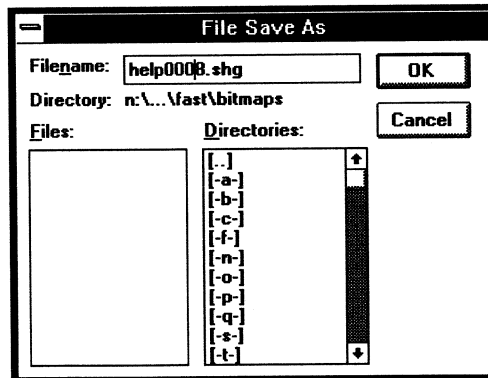 File Save As
Filename: help0008.shg
OK
Directory: n:\...\fast\bitmaps
Cancel
Files:
Directories:
[..]
[-a-]
[-b-]
[-c-]
[-f-]
[-n-]
[-o-]
[-p-]
[-q-]
[-s-]
[-t-]